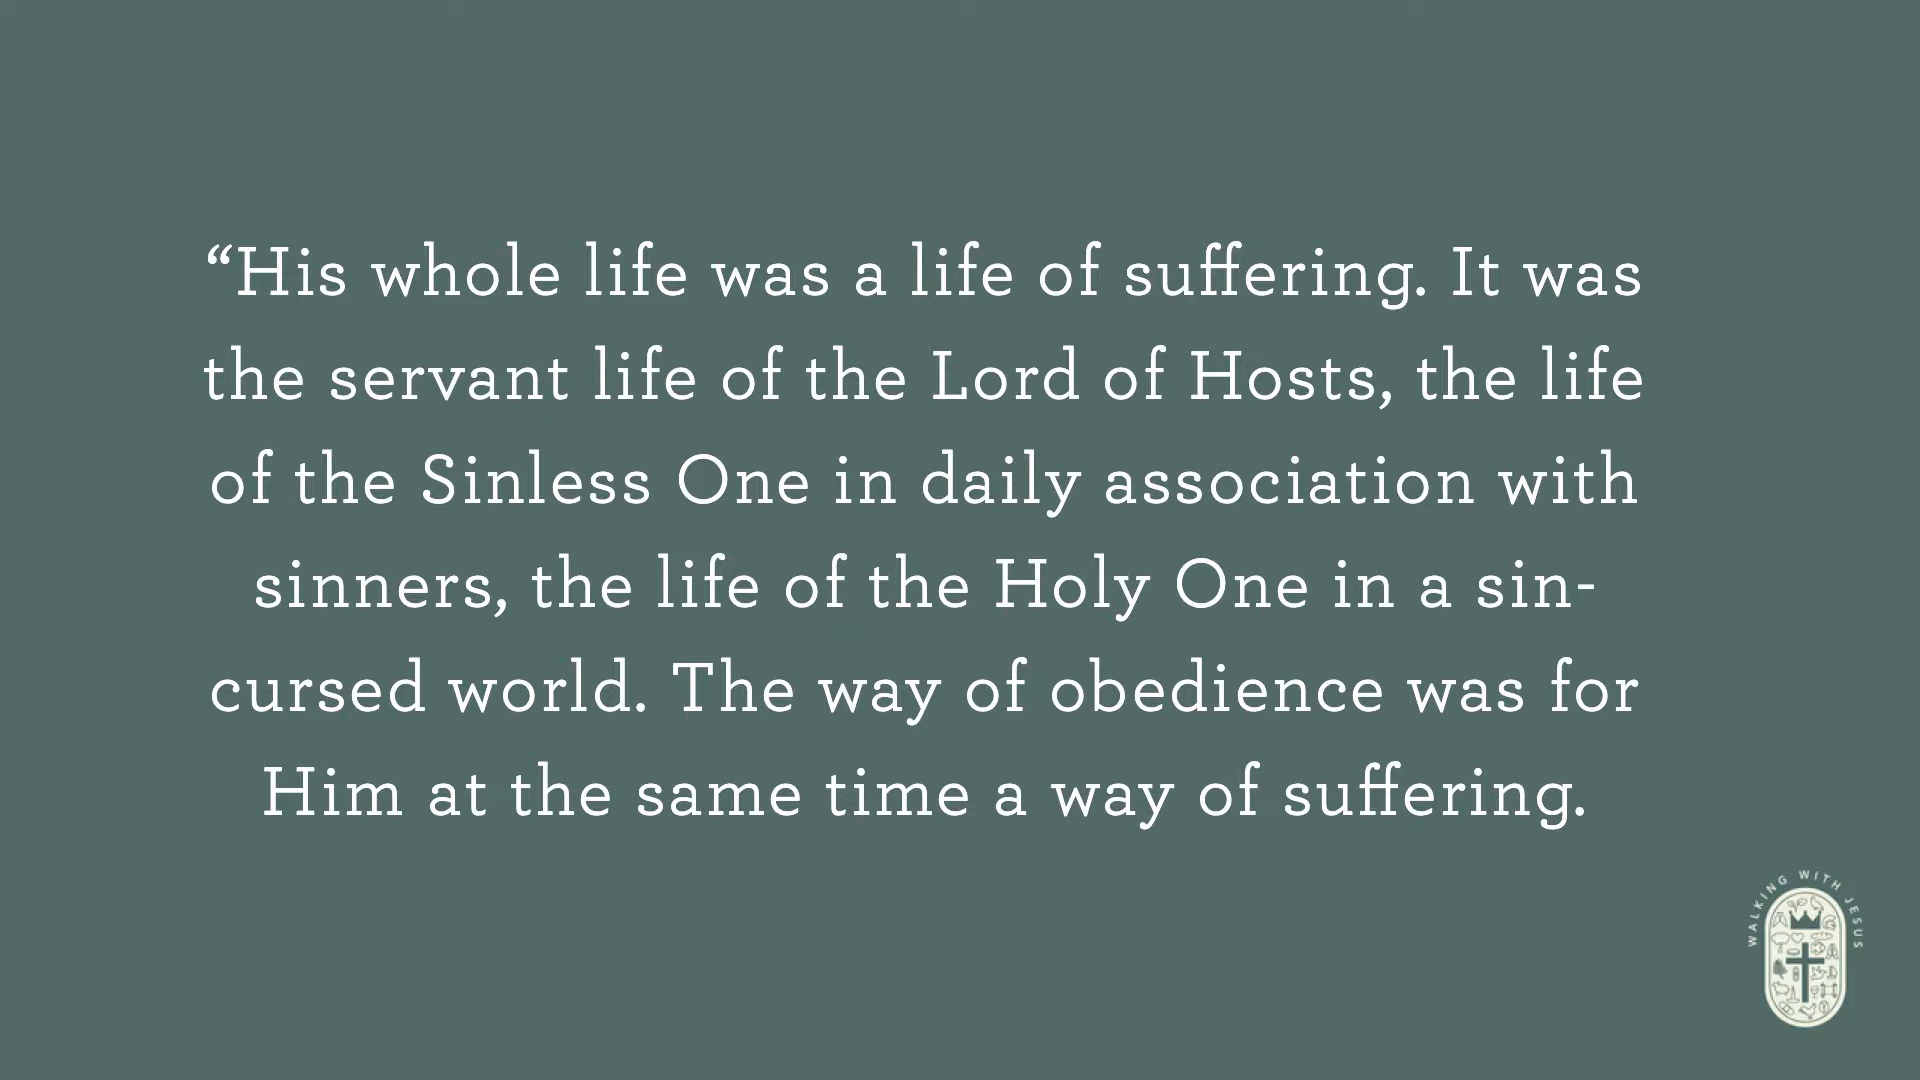 “His whole life was a life of suffering. It was
the servant life of the Lord of Hosts, the life
of the Sinless One in daily association with
sinners, the life of the Holy One in a sin-
cursed world. The way of obedience was for
Him at the same time a way of suffering.
WALKING WITH JESUS